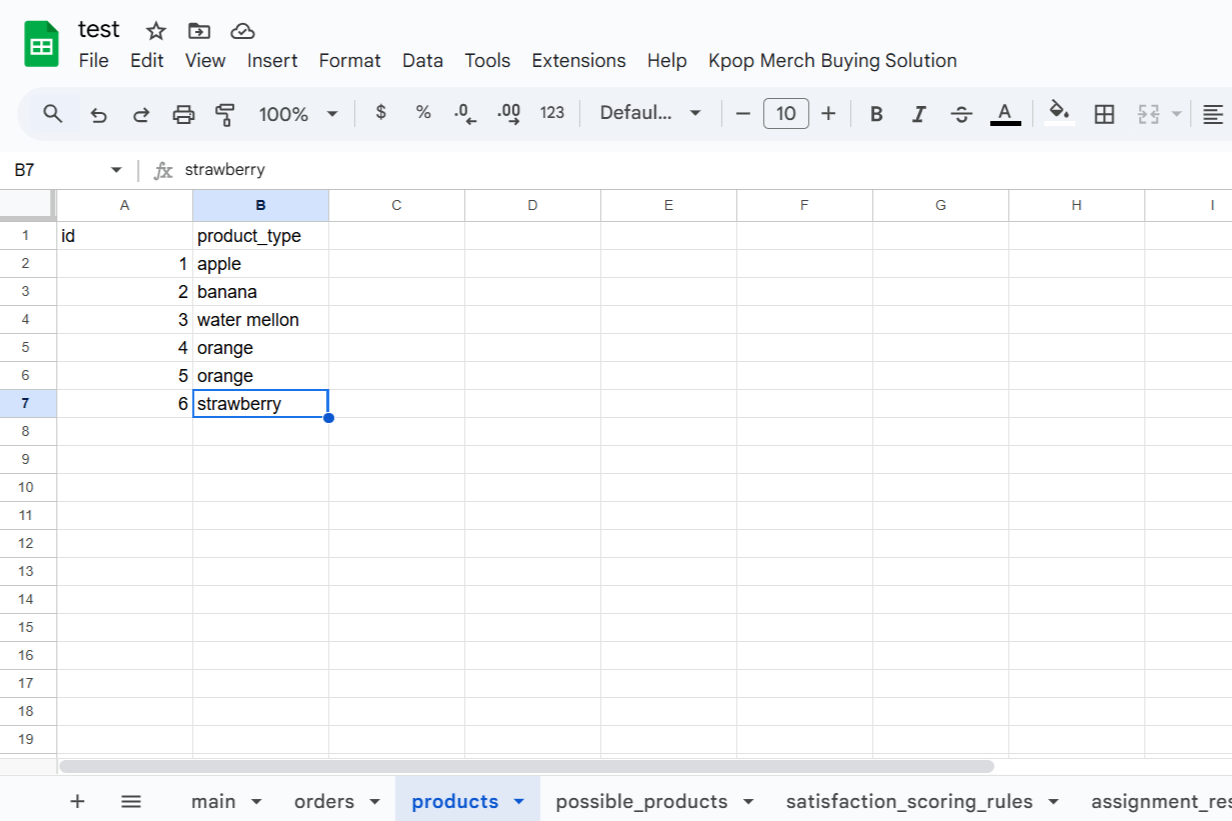 test
File Edit View Insert Format Data Tools Extensions Help Kpop Merch Buying Solution
100% $ % .0 .00 123 Defaul... − 10 + B I S A
B7 fx strawberry
A B C D E F G H I
1 id product_type
2 1 apple
3 2 banana
4 3 water mellon
5 4 orange
6 5 orange
7 6 strawberry
8
9
10
11
12
13
14
15
16
17
18
19
+ main orders products possible_products satisfaction_scoring_rules assignment_res